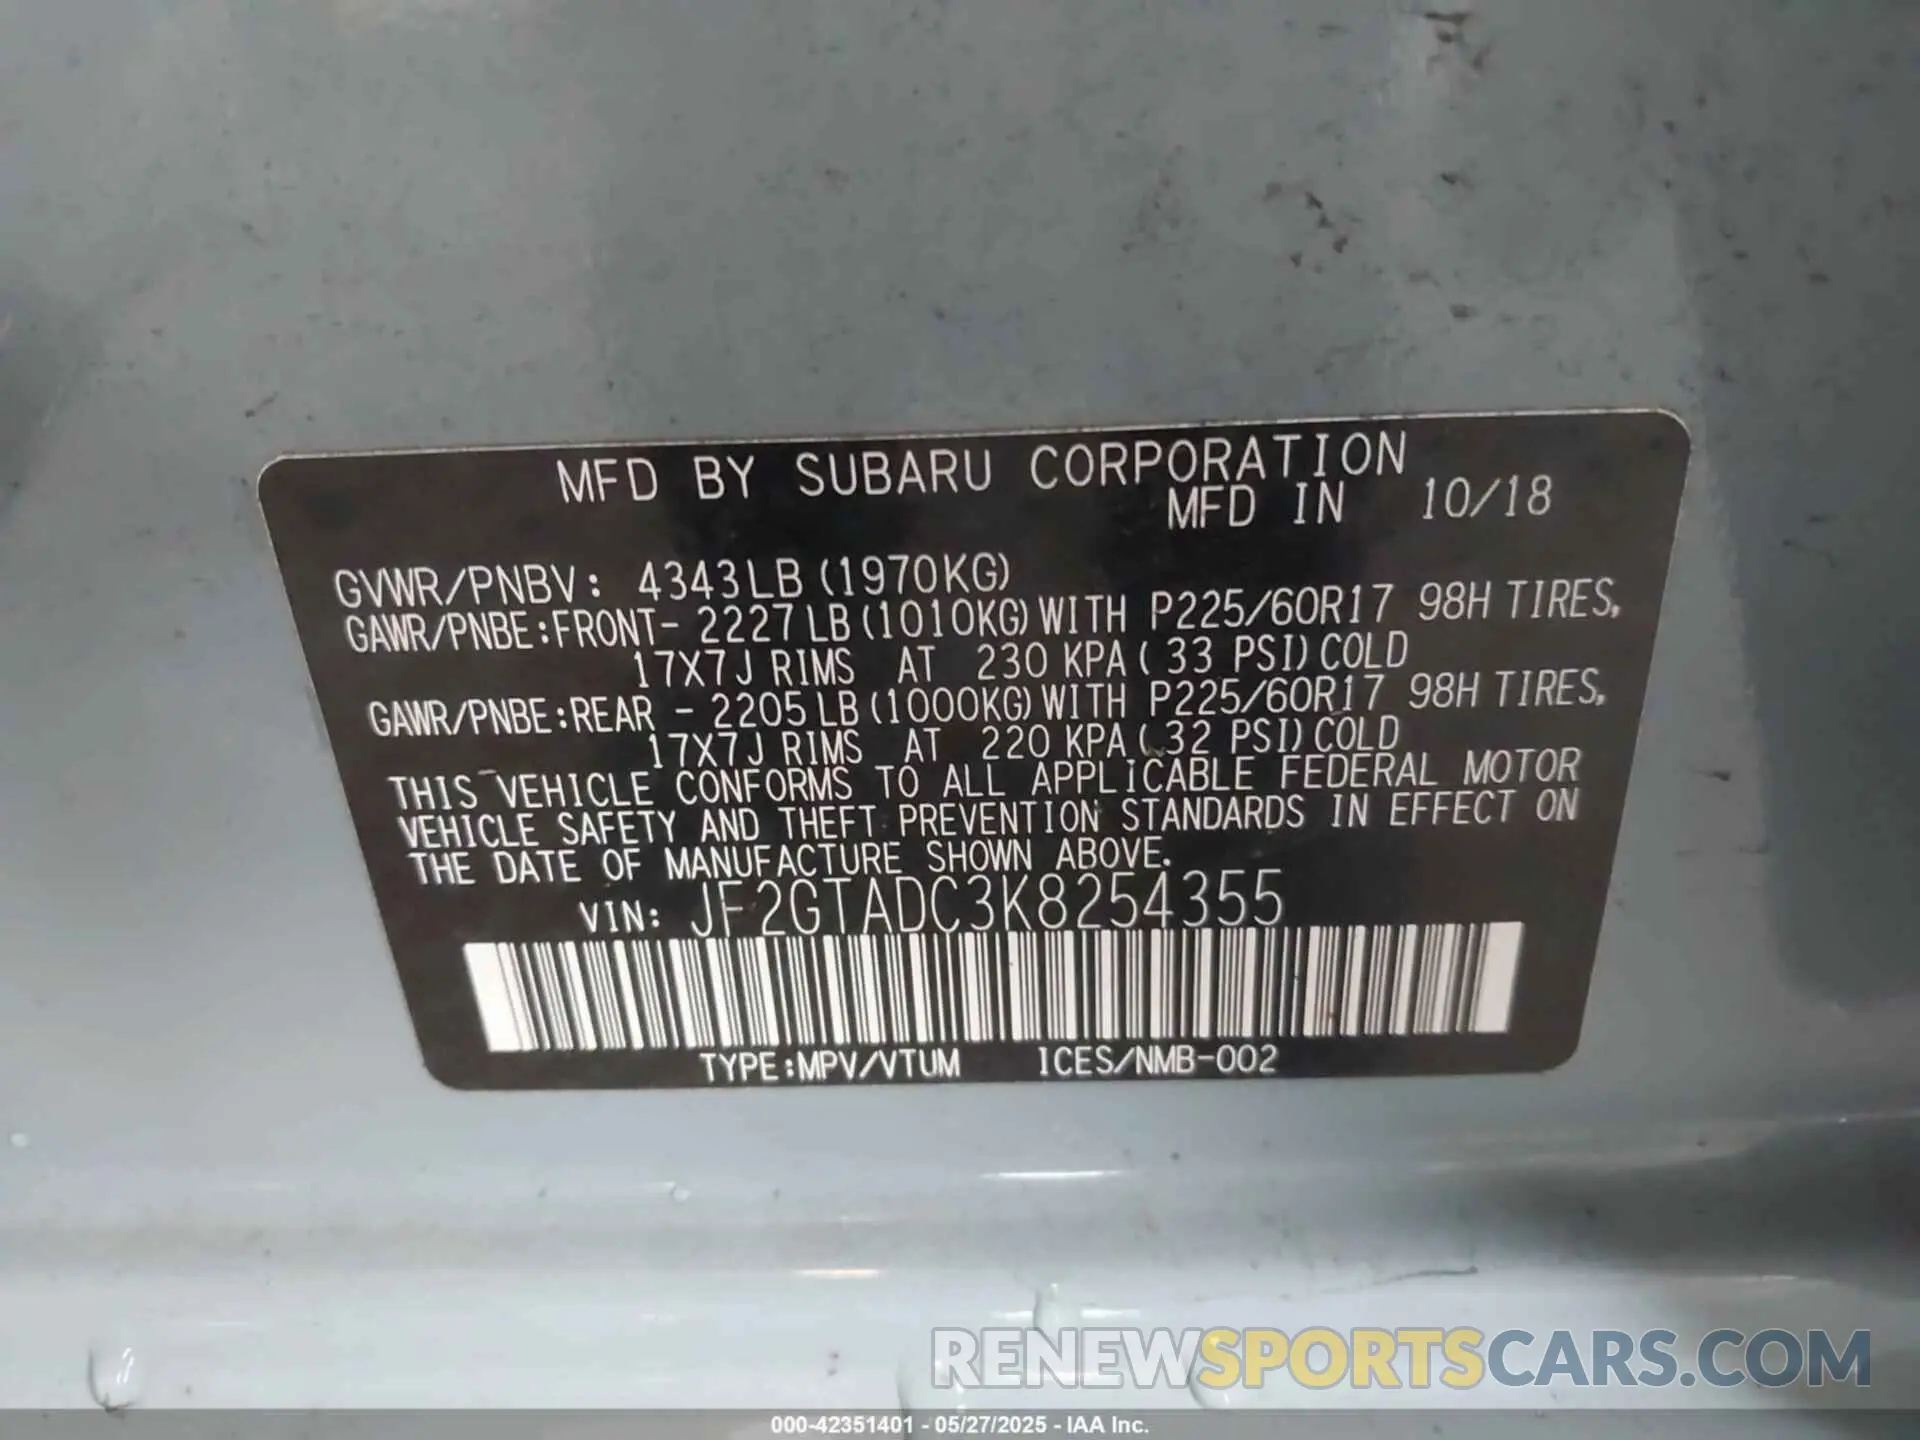 MFD BY SUBARU CORPORATION
MFD IN 10/18
GVWR/PNBV: 4343LB (1970KG)
GAWR/PNBE:FRONT- 2227LB (1010KG) WITH P225/60R17 98H TIRES,
17X7J RIMS AT 230 KPA ( 33 PSI) COLD
GAWR/PNBE:REAR - 2205LB (1000KG) WITH P225/60R17 98H TIRES,
17X7J RIMS AT 220 KPA ( 32 PSI) COLD
THIS VEHICLE CONFORMS TO ALL APPLICABLE FEDERAL MOTOR
VEHICLE SAFETY AND THEFT PREVENTION STANDARDS IN EFFECT ON
THE DATE OF MANUFACTURE SHOWN ABOVE.
VIN: JF2GTADC3K8254355
TYPE:MPV/VTUM ICES/NMB-002
RENEWSPORTSCARS.COM
000-42351401 - 05/27/2025 - IAA Inc.